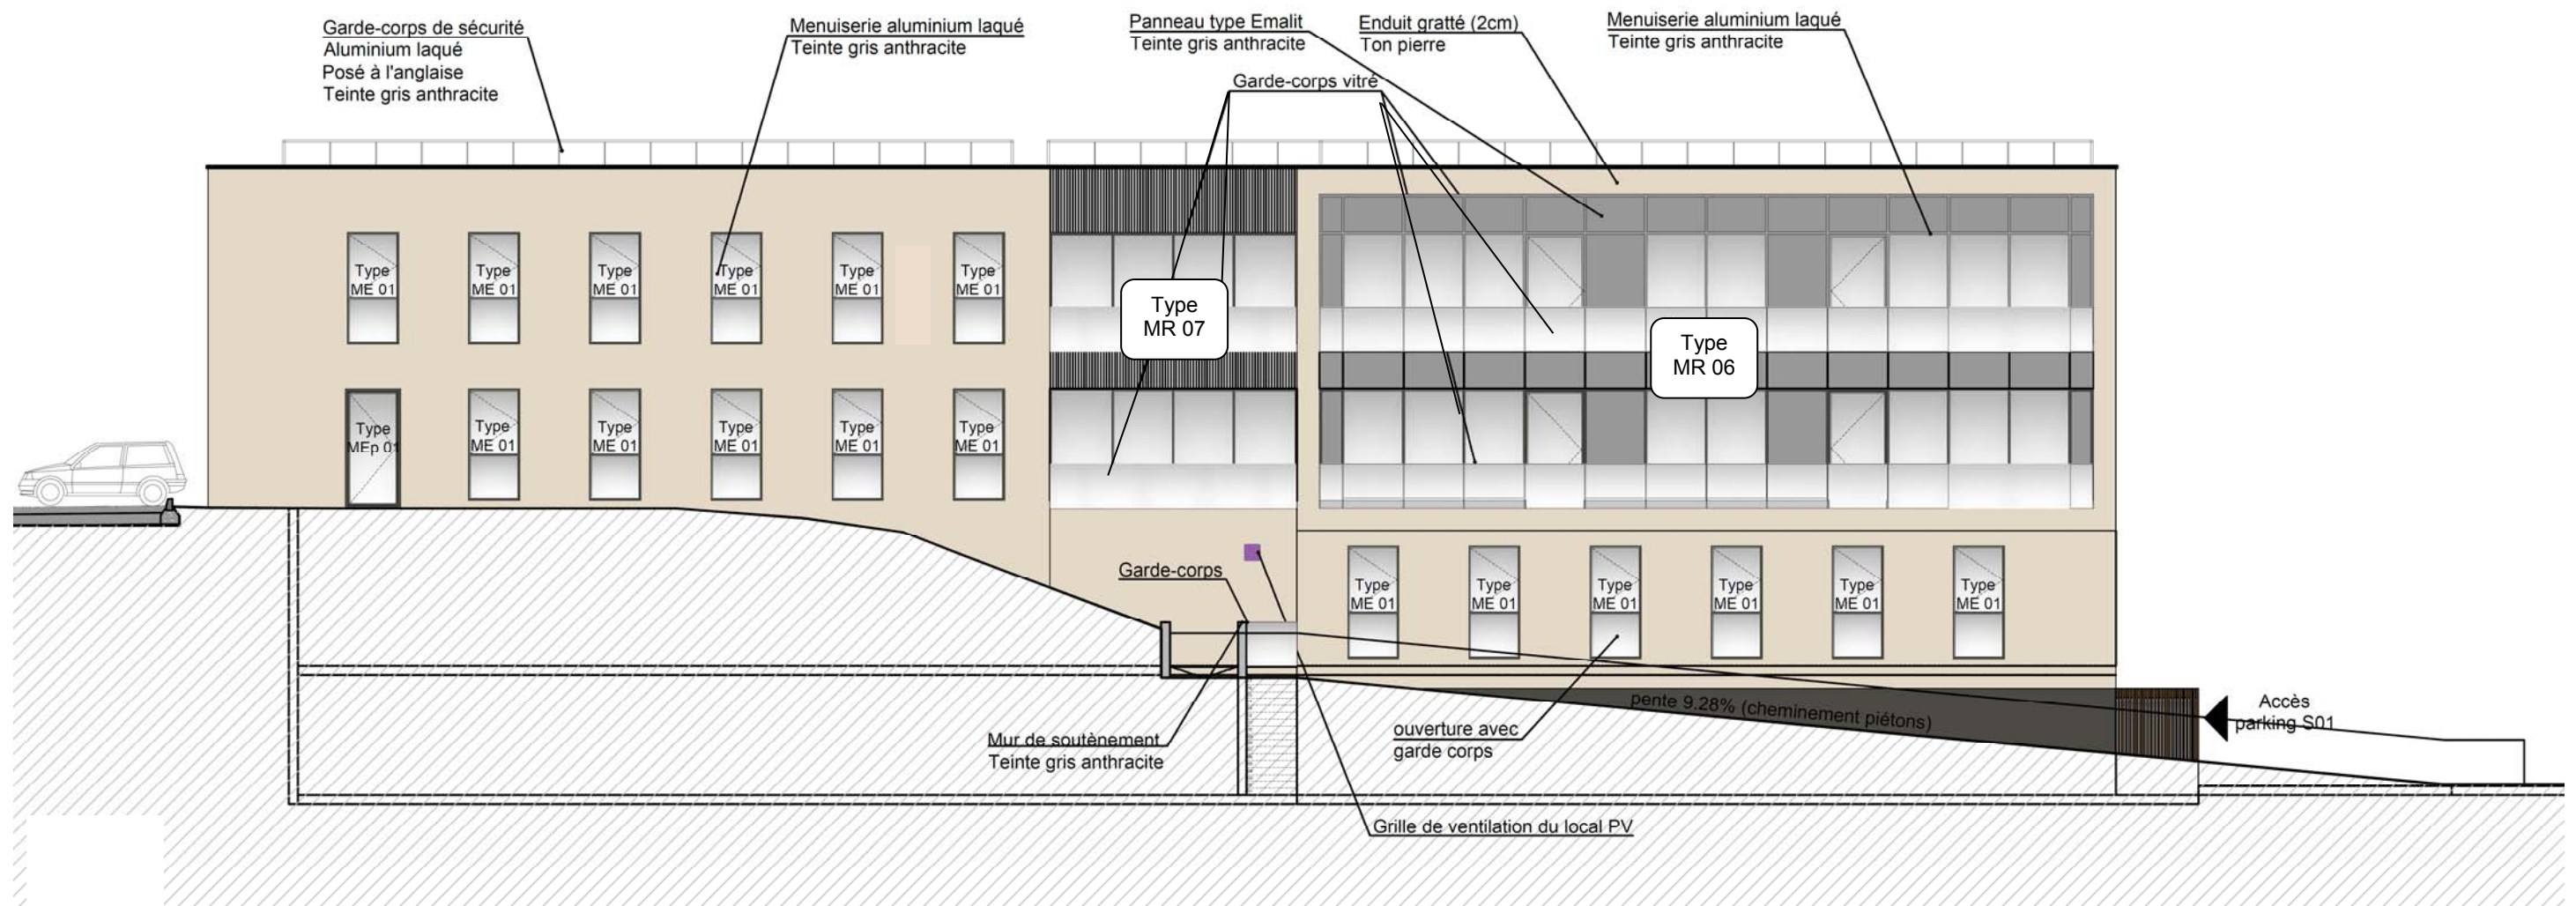 Garde-corps de sécurité
Aluminium laqué
Posé à l'anglaise
Teinte gris anthracite
Menuiserie aluminium laqué
Teinte gris anthracite
Panneau type Emalit
Teinte gris anthracite
Enduit gratté (2cm)
Ton pierre
Menuiserie aluminium laqué
Teinte gris anthracite
Garde-corps vitré
Type
ME 01
Type
ME 01
Type
ME 01
Type
ME 01
Type
ME 01
Type
ME 01
Type
MR 07
Type
MR 06
Type
MEp 01
Type
ME 01
Type
ME 01
Type
ME 01
Type
ME 01
Type
ME 01
Garde-corps
Type
ME 01
Type
ME 01
Type
ME 01
Type
ME 01
Type
ME 01
Type
ME 01
pente 9.28% (cheminement piétons)
Accès
parking S01
Mur de soutènement
Teinte gris anthracite
ouverture avec
garde corps
Grille de ventilation du local PV